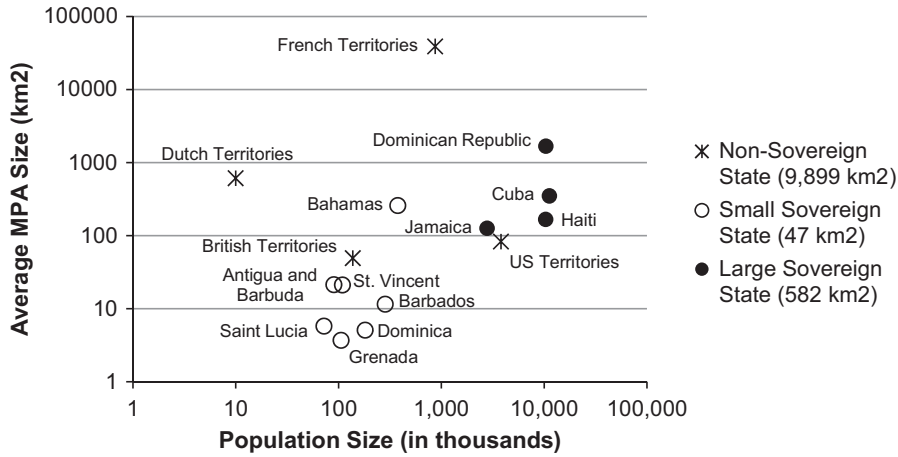 100000
10000
1000
100
10
1
Average MPA Size (km2)
French Territories
Dominican Republic
Dutch Territories
Cuba
Bahamas
Haiti
Jamaica
British Territories
US Territories
Antigua and
Barbuda
St. Vincent
Barbados
Saint Lucia
Dominica
Grenada
1
10
100
1,000
10,000
100,000
Population Size (in thousands)
Non-Sovereign
State (9,899 km2)
Small Sovereign
State (47 km2)
Large Sovereign
State (582 km2)